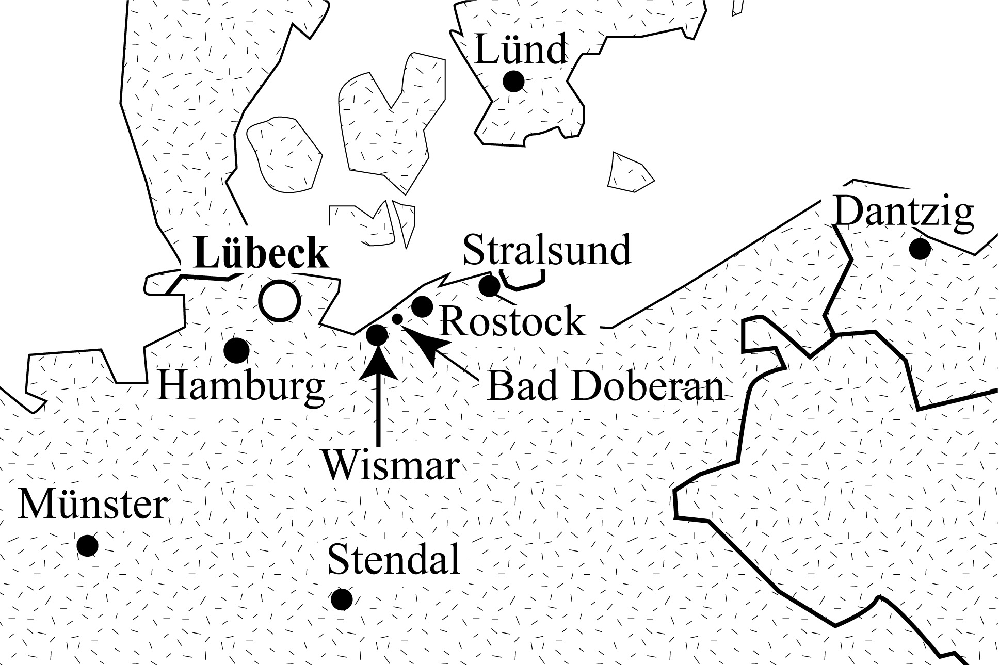 Lünd
Dantzig
Lübeck
Stralsund
Rostock
Hamburg
Bad Doberan
Wismar
Münster
Stendal